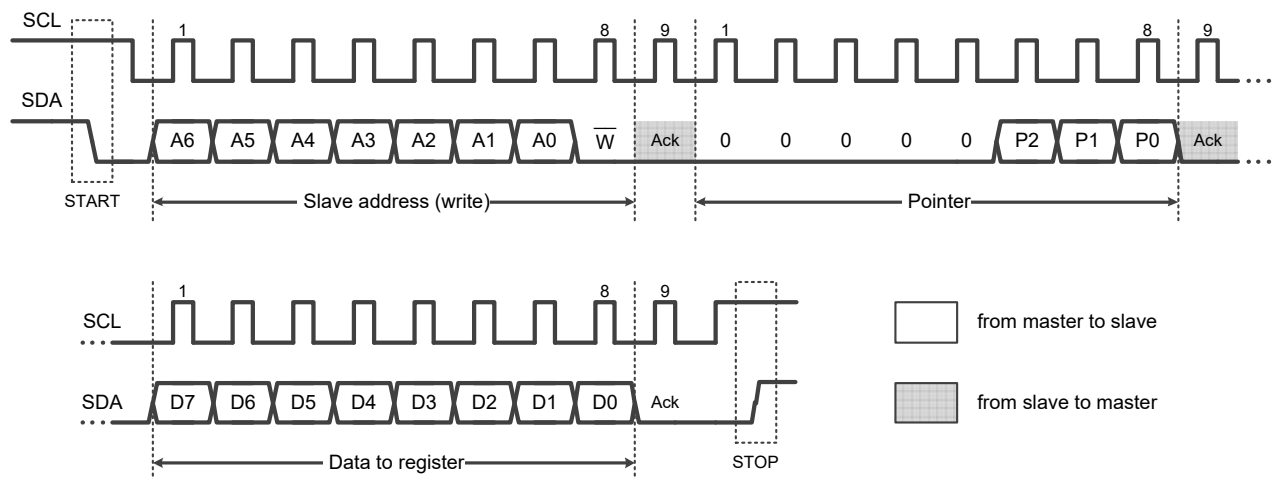 SCL
1 8 9 1 8 9
SDA
A6 A5 A4 A3 A2 A1 A0 W Ack 0 0 0 0 0 P2 P1 P0 Ack
START
Slave address (write)
Pointer
1 8 9
SCL
from master to slave
SDA
D7 D6 D5 D4 D3 D2 D1 D0 Ack
from slave to master
Data to register
STOP